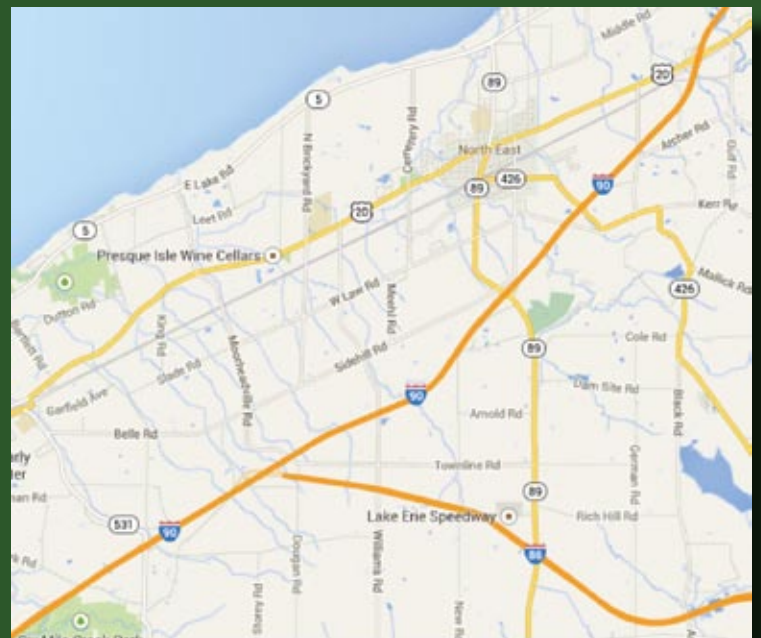 Middle Rd
20
89
5
N Brickyard Rd
Cemetery Rd
North East
Archer Rd
Gulf Rd
E Lake Rd
89
426
90
Leet Rd
20
Kerr Rd
5
Presque Isle Wine Cellars
Mallick Rd
426
Dutton Rd
W Law Rd
Meehl Rd
Bartlett Rd
King Rd
Moorheadville Rd
Sidehill Rd
89
Cole Rd
Slade Rd
Dam Site Rd
Garfield Ave
90
Black Rd
Arnold Rd
Belle Rd
German Rd
Townline Rd
89
Lake Erie Speedway
Rich Hill Rd
531
90
86
Dougan Rd
Williams Rd